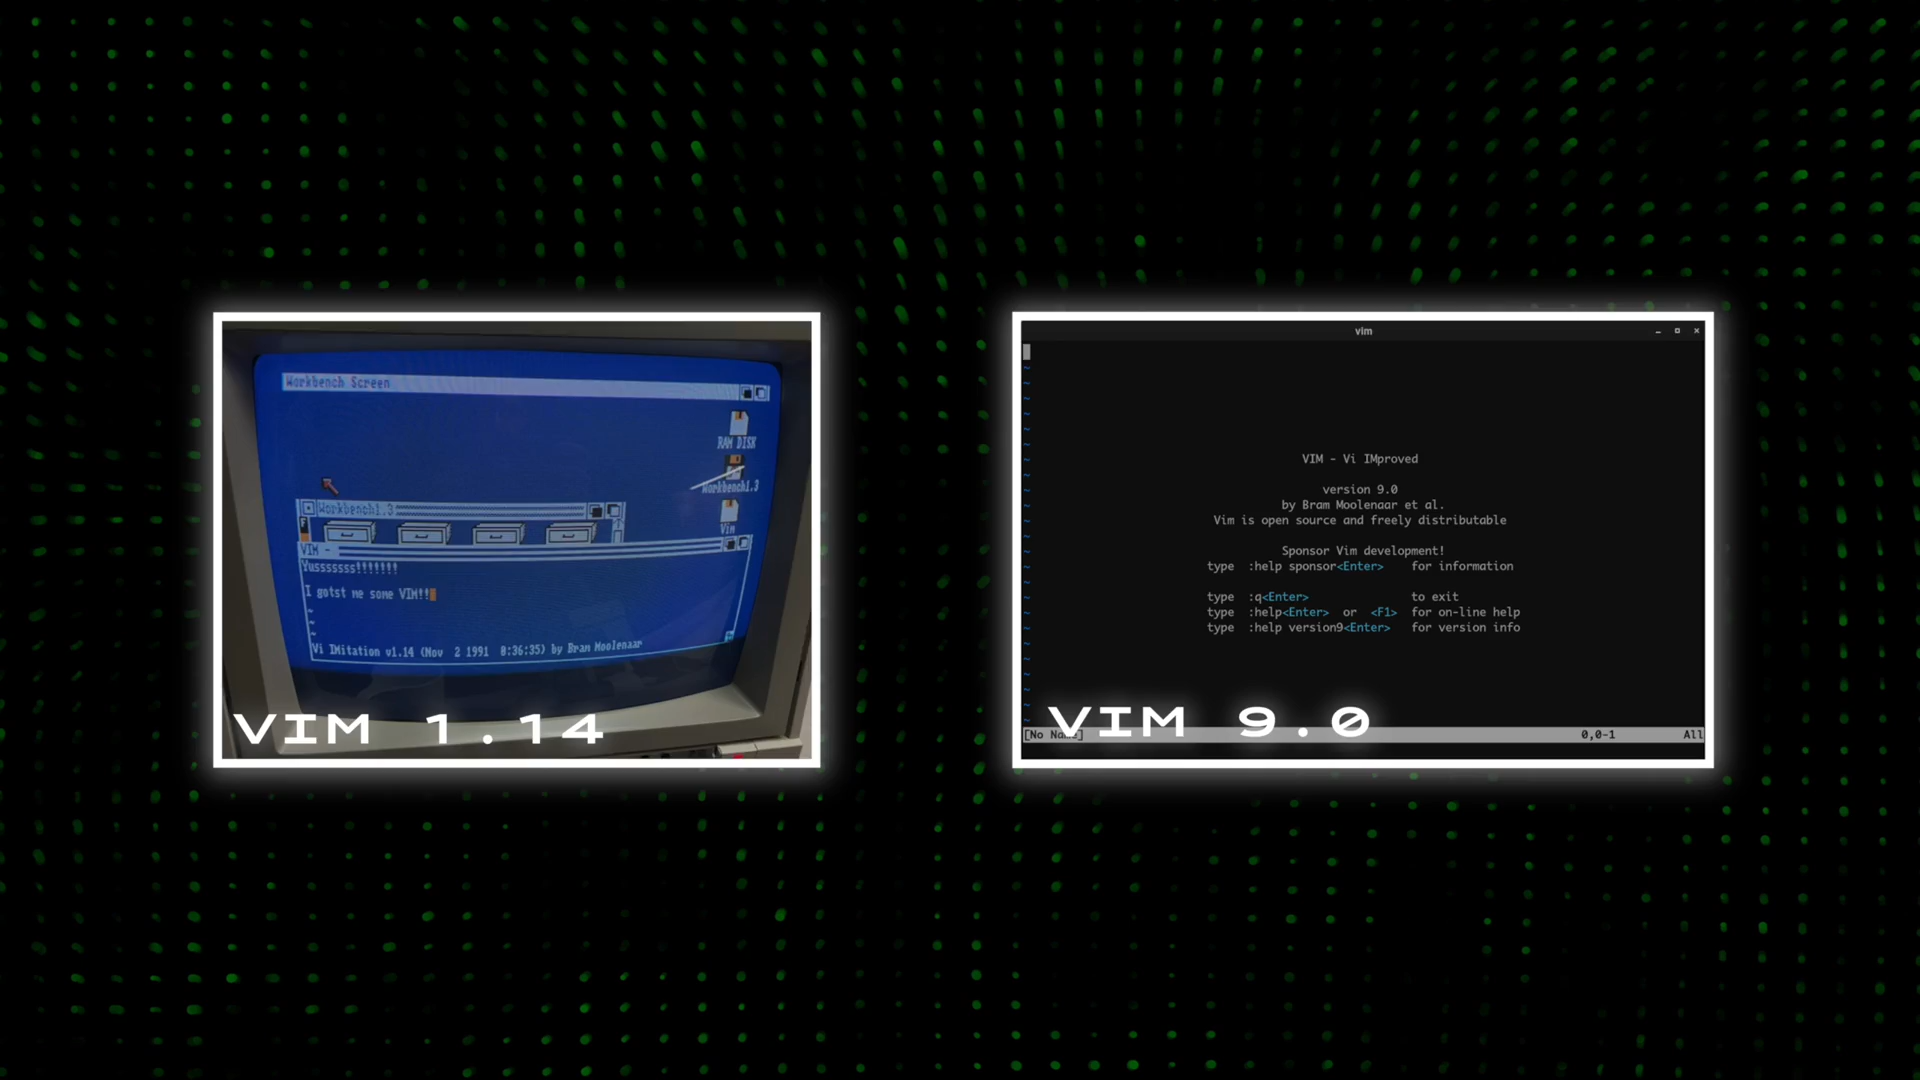 Workbench Screen
RAM DISK
Workbench1.3
Vim
Workbench1.3
VIM -
Yusssssss!!!!!!!
I gotst me some VIM!!
~
~
~
Vi IMitation v1.14 (Nov  2 1991  0:36:35) by Bram Moolenaar
VIM 1.14
vim
VIM - Vi IMproved
version 9.0
by Bram Moolenaar et al.
Vim is open source and freely distributable
Sponsor Vim development!
type  :help sponsor<Enter>    for information
type  :q<Enter>               to exit
type  :help<Enter>  or  <F1>  for on-line help
type  :help version9<Enter>   for version info
VIM 9.0
[No Name] 0,0-1 All